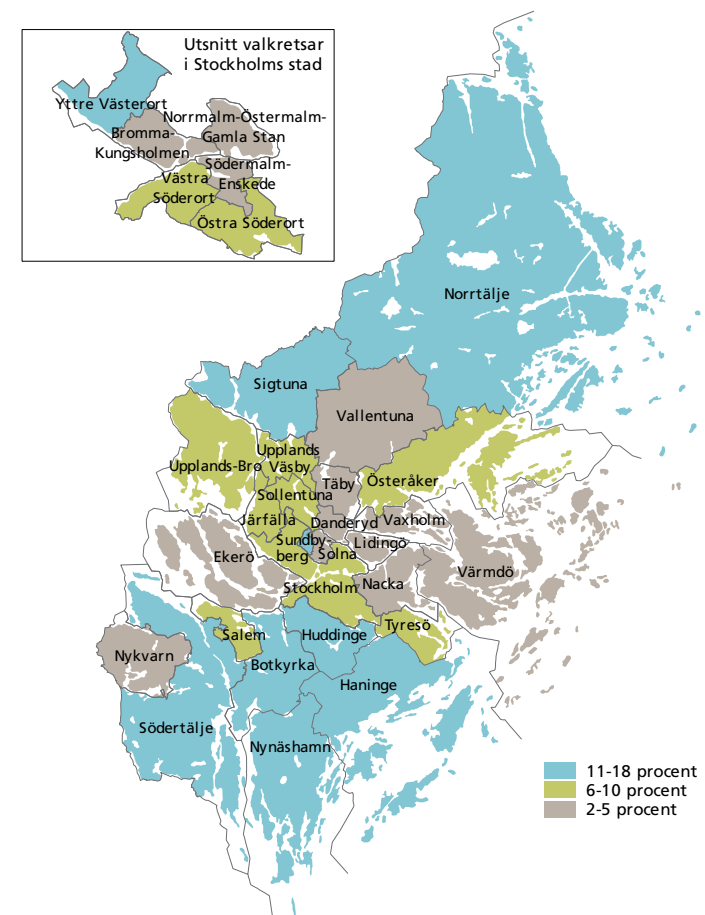 Utsnitt valkretsar
i Stockholms stad
Yttre Västerort
Norrmalm-Östermalm-
Gamla Stan
Bromma-
Kungsholmen
Södermalm-
Enskede
Västra
Söderort
Östra Söderort
Norrtälje
Sigtuna
Vallentuna
Upplands
Väsby
Upplands-Bro
Täby
Österåker
Sollentuna
Järfälla
Danderyd
Vaxholm
Sundby-
berg
Solna
Lidingö
Ekerö
Värmdö
Stockholm
Nacka
Salem
Huddinge
Tyresö
Nykvarn
Botkyrka
Haninge
Södertälje
Nynäshamn
11-18 procent
6-10 procent
2-5 procent